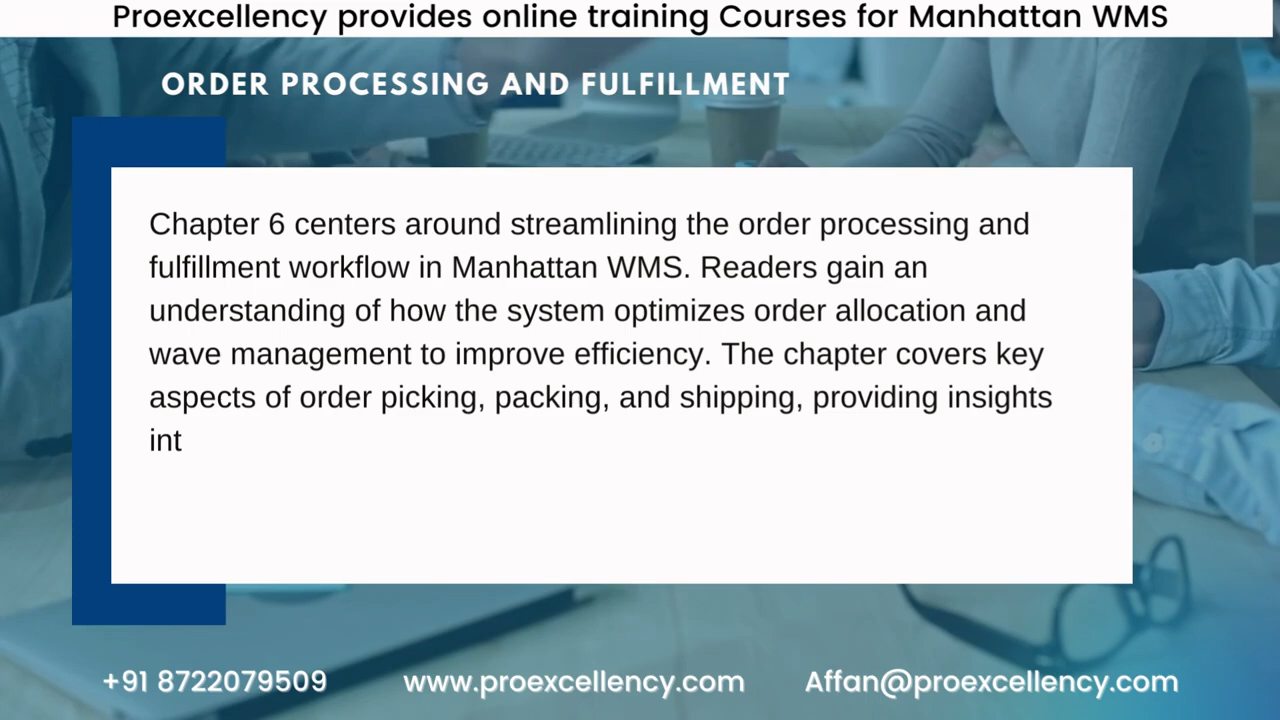 Proexcellency provides online training Courses for Manhattan WMS
ORDER PROCESSING AND FULFILLMENT
Chapter 6 centers around streamlining the order processing and
fulfillment workflow in Manhattan WMS. Readers gain an
understanding of how the system optimizes order allocation and
wave management to improve efficiency. The chapter covers key
aspects of order picking, packing, and shipping, providing insights
int
+91 8722079509 www.proexcellency.com Affan@proexcellency.com